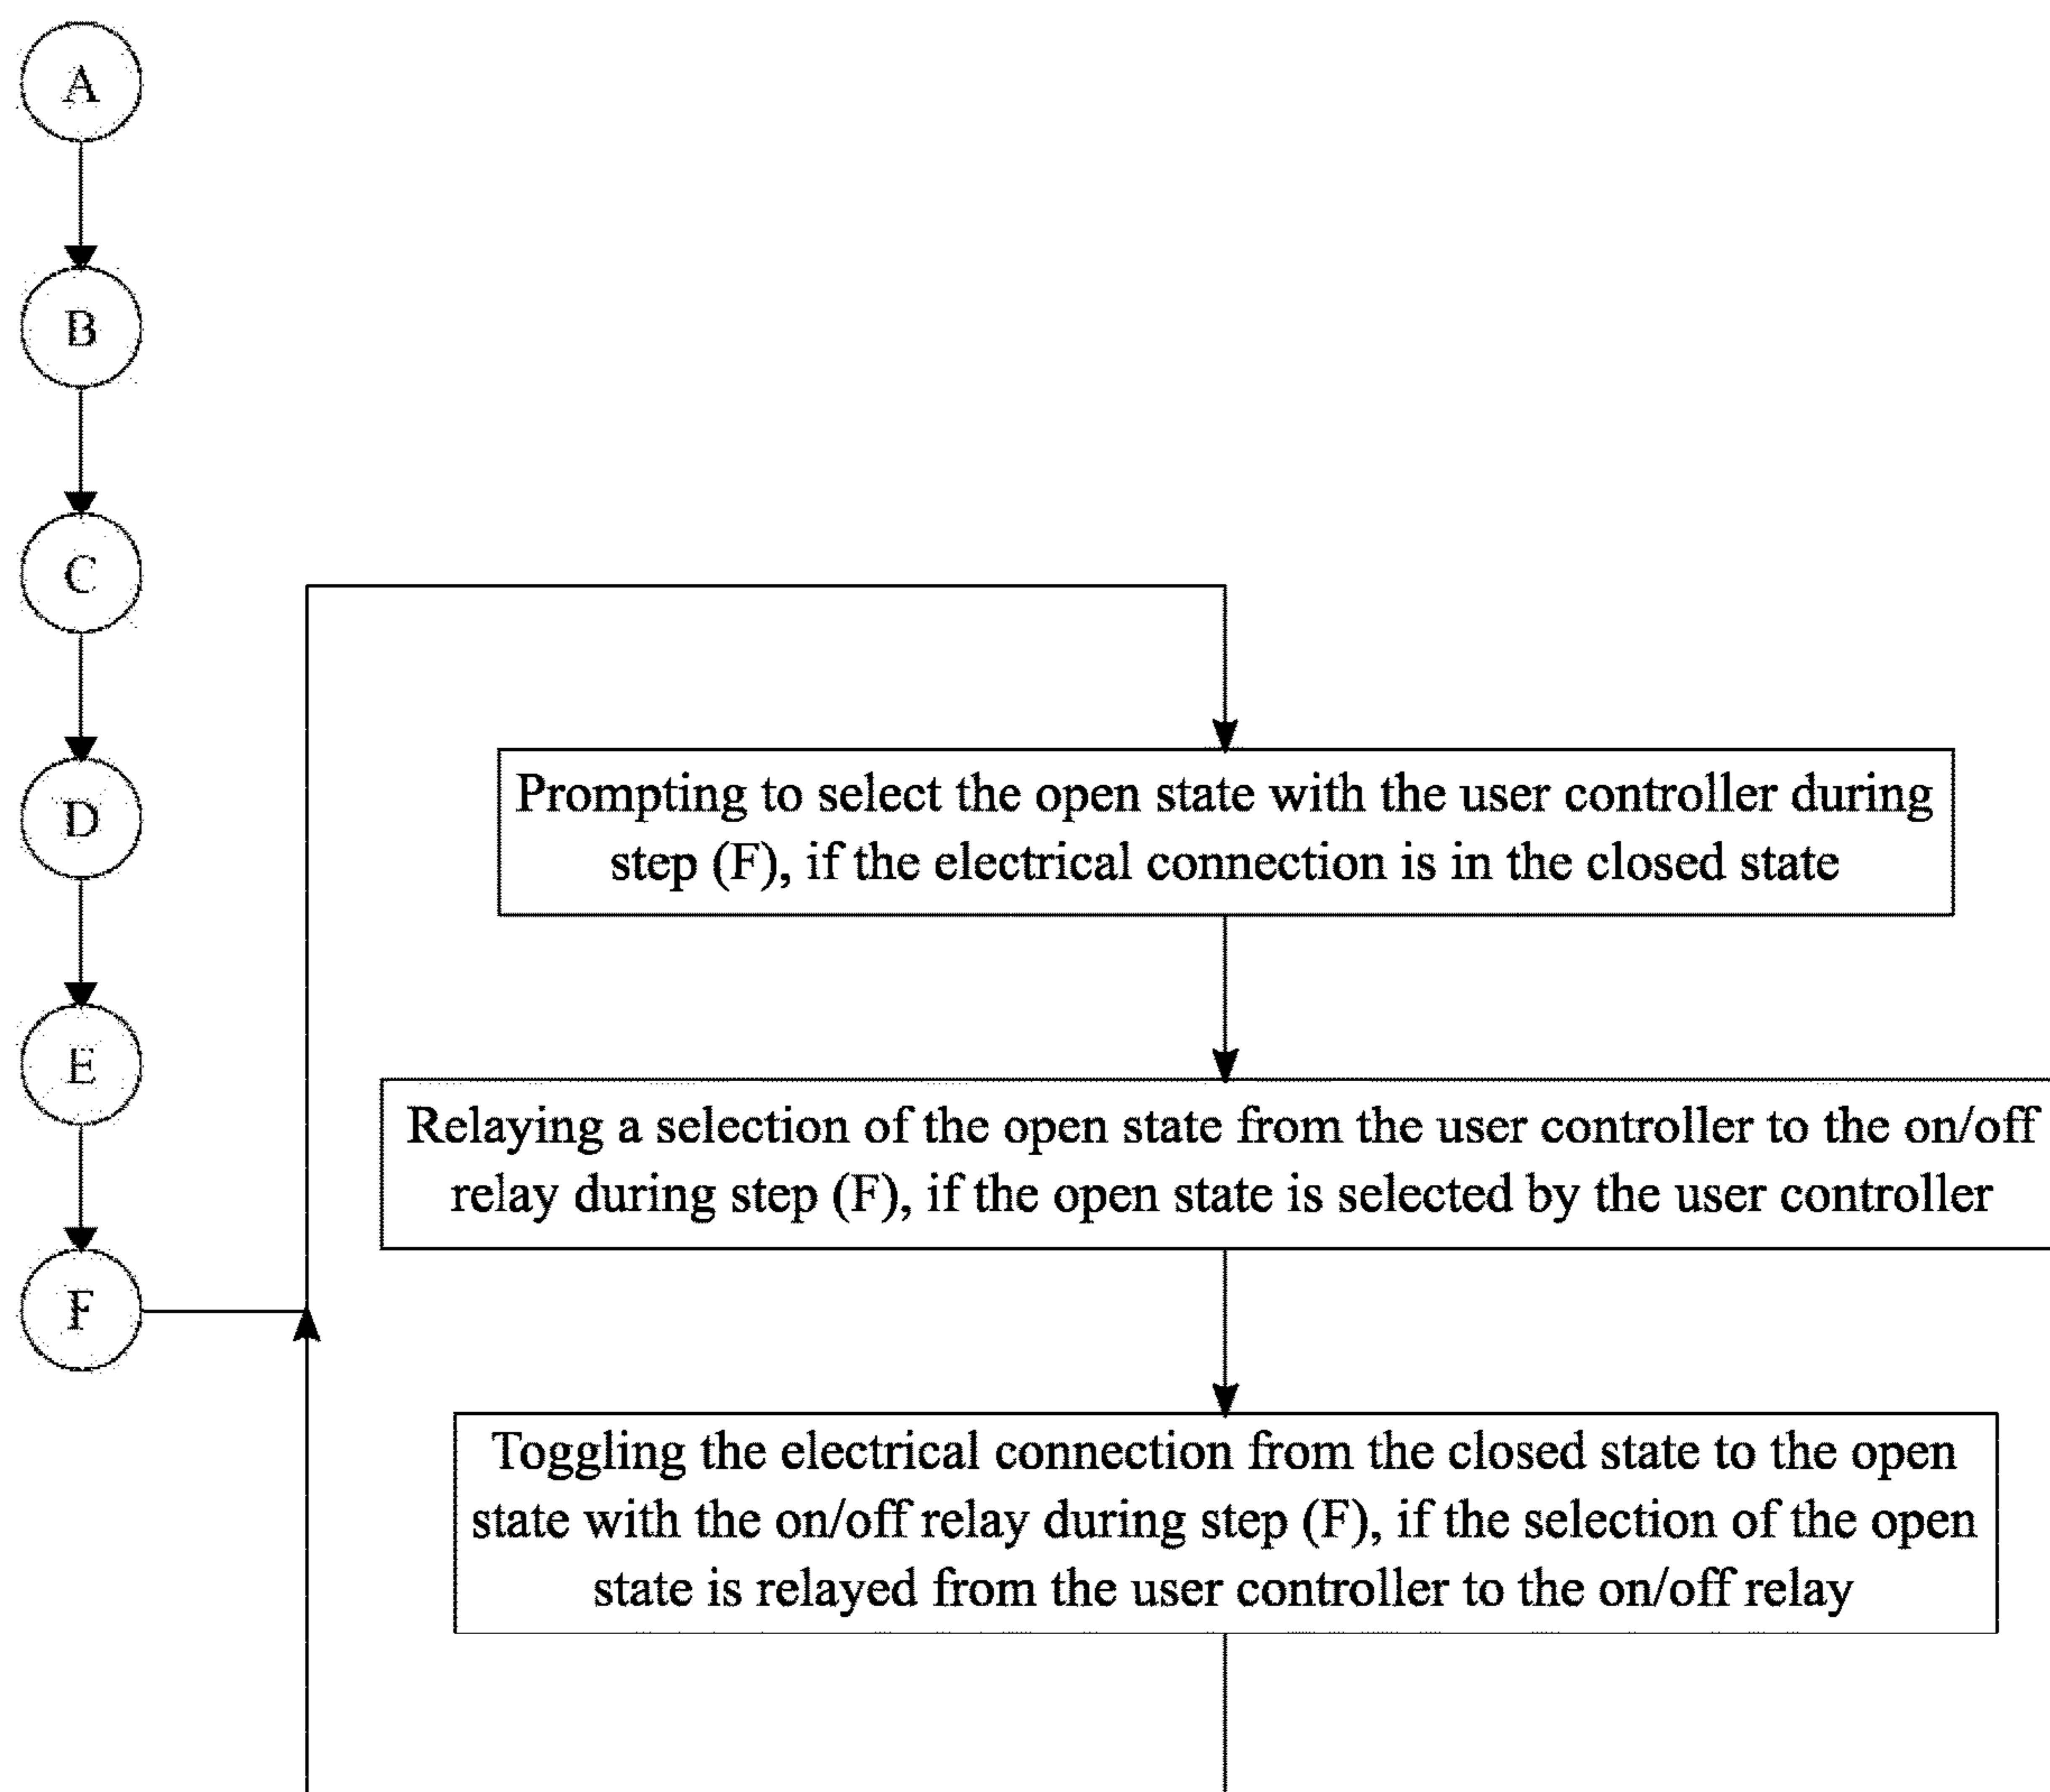 A
B
C
D
E
F
Prompting to select the open state with the user controller during
step (F), if the electrical connection is in the closed state
Relaying a selection of the open state from the user controller to the on/off
relay during step (F), if the open state is selected by the user controller
Toggling the electrical connection from the closed state to the open
state with the on/off relay during step (F), if the selection of the open
state is relayed from the user controller to the on/off relay